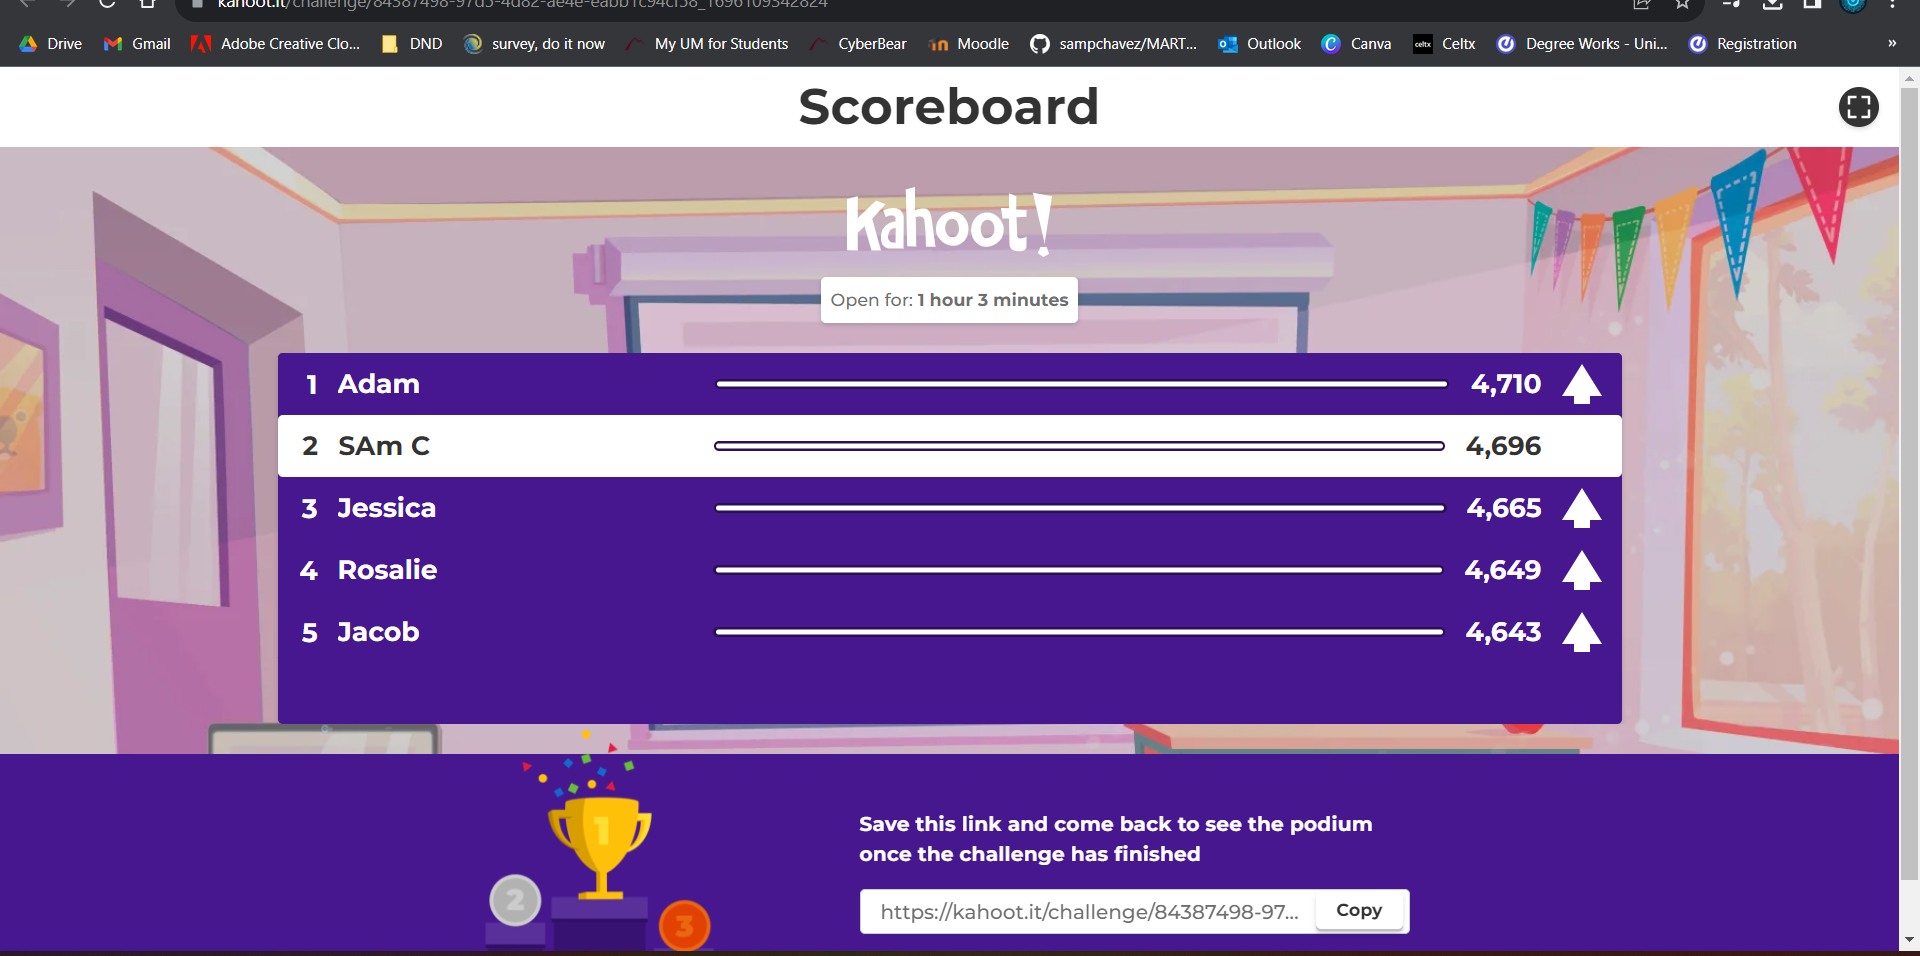 kahoot.it/challenge/84387498-97d5-4d82-ae4e-eabb1c94cf58_1696109342824
Drive Gmail Adobe Creative Clo... DND survey, do it now My UM for Students CyberBear Moodle sampchavez/MART... Outlook Canva celtx Celtx Degree Works - Uni... Registration »
Scoreboard
Kahoot!
Open for: 1 hour 3 minutes
1 Adam 4,710
2 SAm C 4,696
3 Jessica 4,665
4 Rosalie 4,649
5 Jacob 4,643
1
2
3
Save this link and come back to see the podium
once the challenge has finished
https://kahoot.it/challenge/84387498-97... Copy